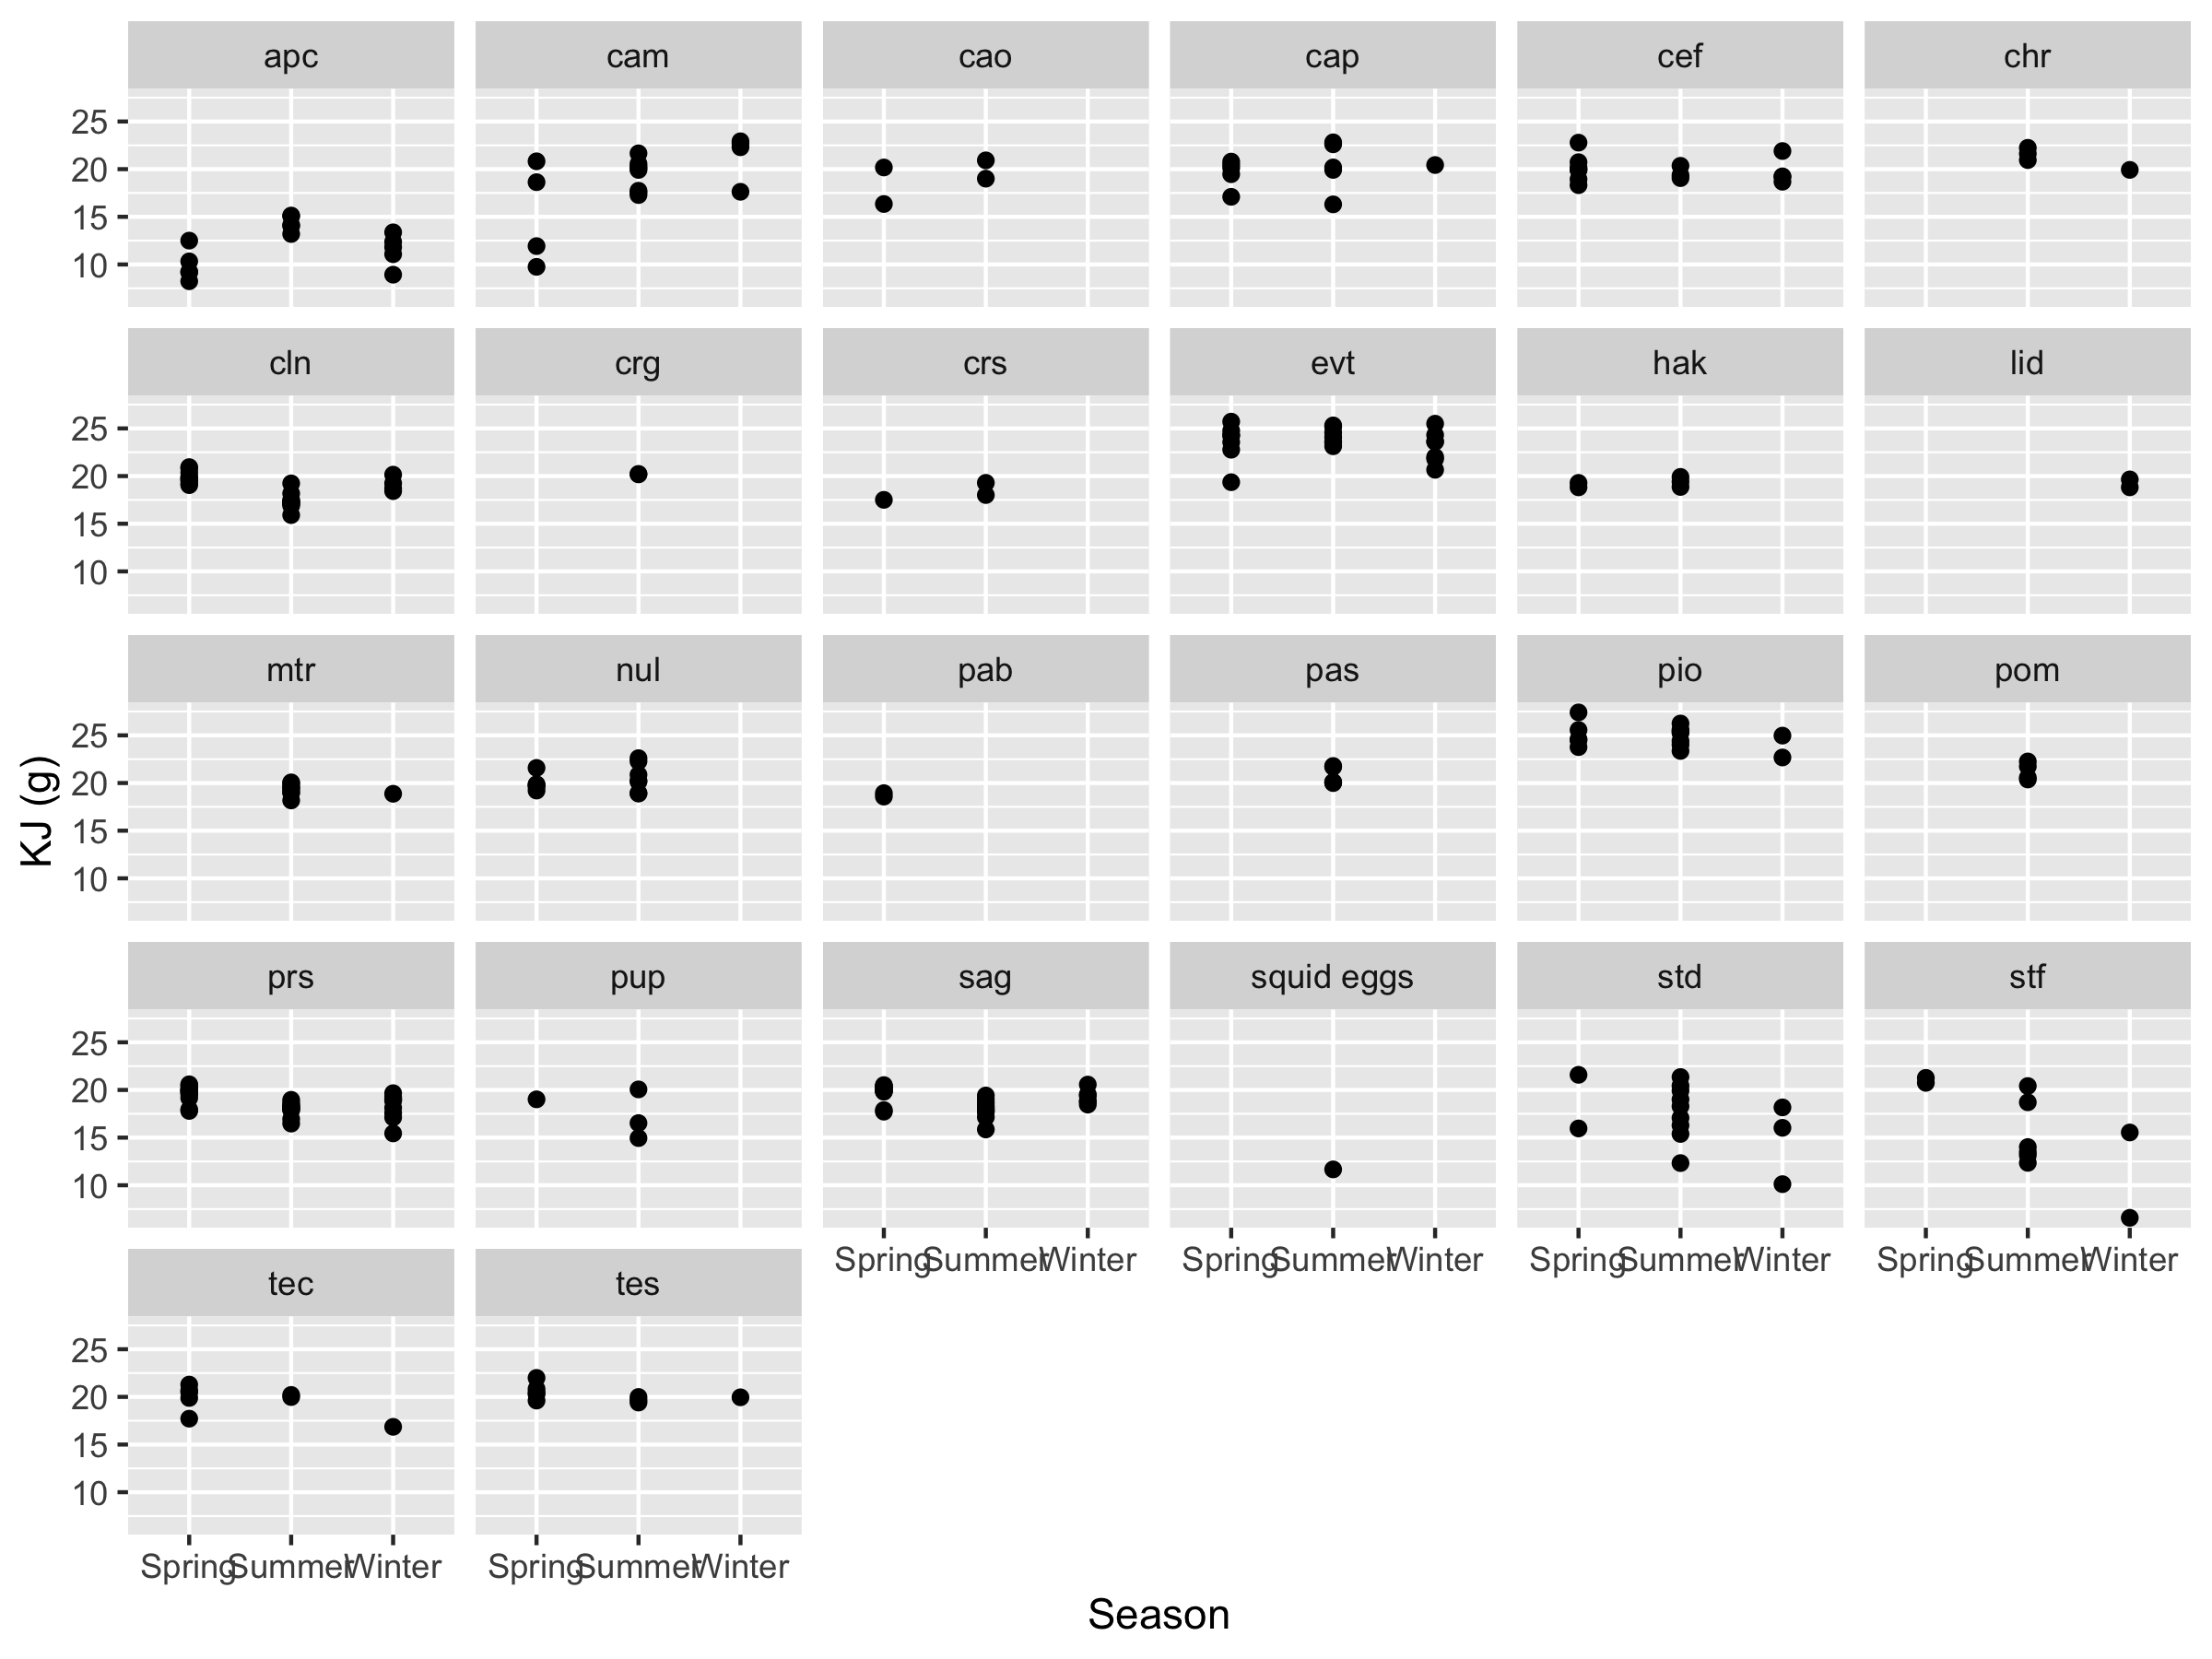 apc cam cao cap cef chr
25
20
15
10
cln crg crs evt hak lid
25
20
15
10
mtr nul pab pas pio pom
25
20
15
10
prs pup sag squid eggs std stf
25
20
15
10
Spring Summer Winter Spring Summer Winter Spring Summer Winter Spring Summer Winter
tec tes
25
20
15
10
Spring Summer Winter Spring Summer Winter
Season
KJ (g)